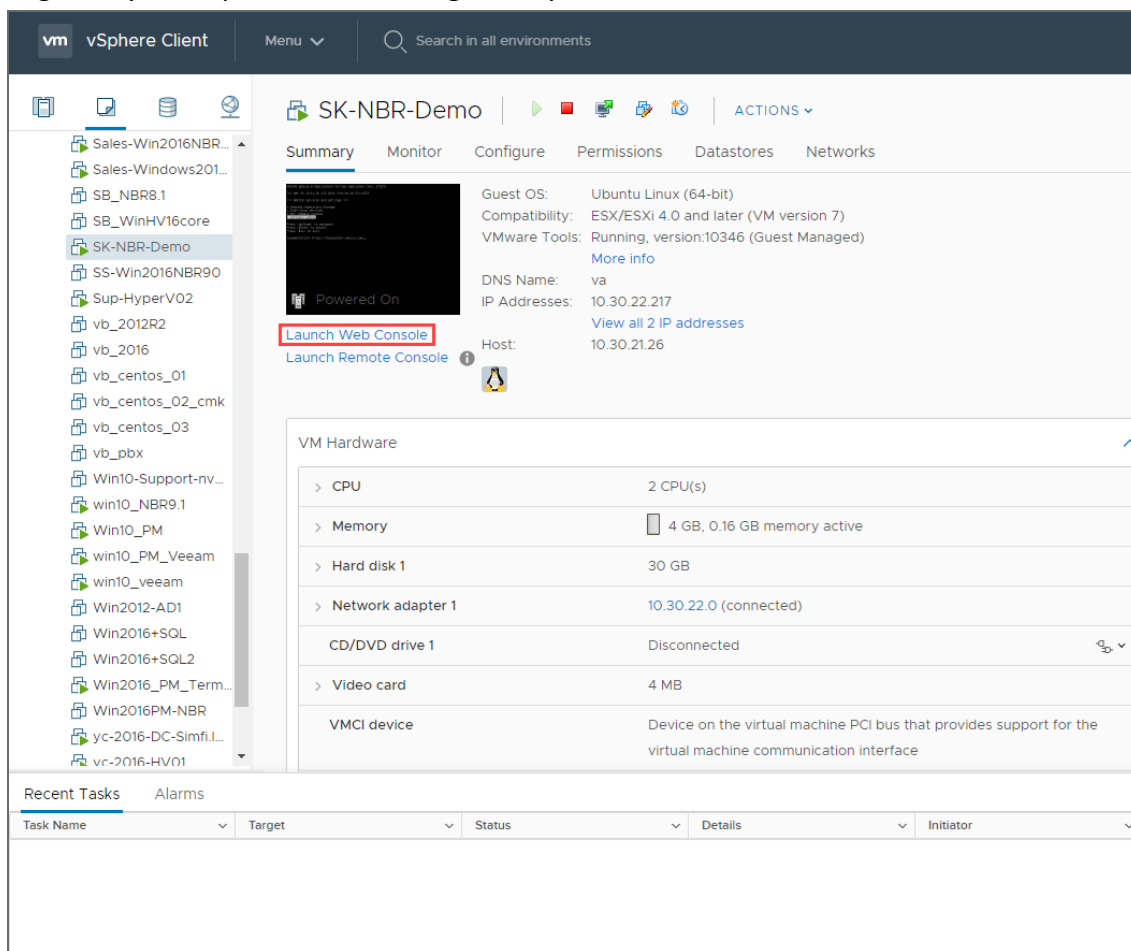 vm vSphere Client Menu Search in all environments
SK-NBR-Demo ACTIONS
Summary Monitor Configure Permissions Datastores Networks
Sales-Win2016NBR...
Sales-Windows201...
SB_NBR8.1
SB_WinHV16core
SK-NBR-Demo
SS-Win2016NBR90
Sup-HyperV02
vb_2012R2
vb_2016
vb_centos_01
vb_centos_02_cmk
vb_centos_03
vb_pbx
Win10-Support-nv...
win10_NBR9.1
Win10_PM
win10_PM_Veeam
win10_veeam
Win2012-AD1
Win2016+SQL
Win2016+SQL2
Win2016_PM_Term...
Win2016PM-NBR
yc-2016-DC-Simfi.l...
yc-2016-HV01
Powered On
Launch Web Console
Launch Remote Console
Guest OS: Ubuntu Linux (64-bit)
Compatibility: ESX/ESXi 4.0 and later (VM version 7)
VMware Tools: Running, version:10346 (Guest Managed)
More info
DNS Name: va
IP Addresses: 10.30.22.217
View all 2 IP addresses
Host: 10.30.21.26
VM Hardware
CPU 2 CPU(s)
Memory 4 GB, 0.16 GB memory active
Hard disk 1 30 GB
Network adapter 1 10.30.22.0 (connected)
CD/DVD drive 1 Disconnected
Video card 4 MB
VMCI device Device on the virtual machine PCI bus that provides support for the
virtual machine communication interface
Recent Tasks Alarms
Task Name Target Status Details Initiator